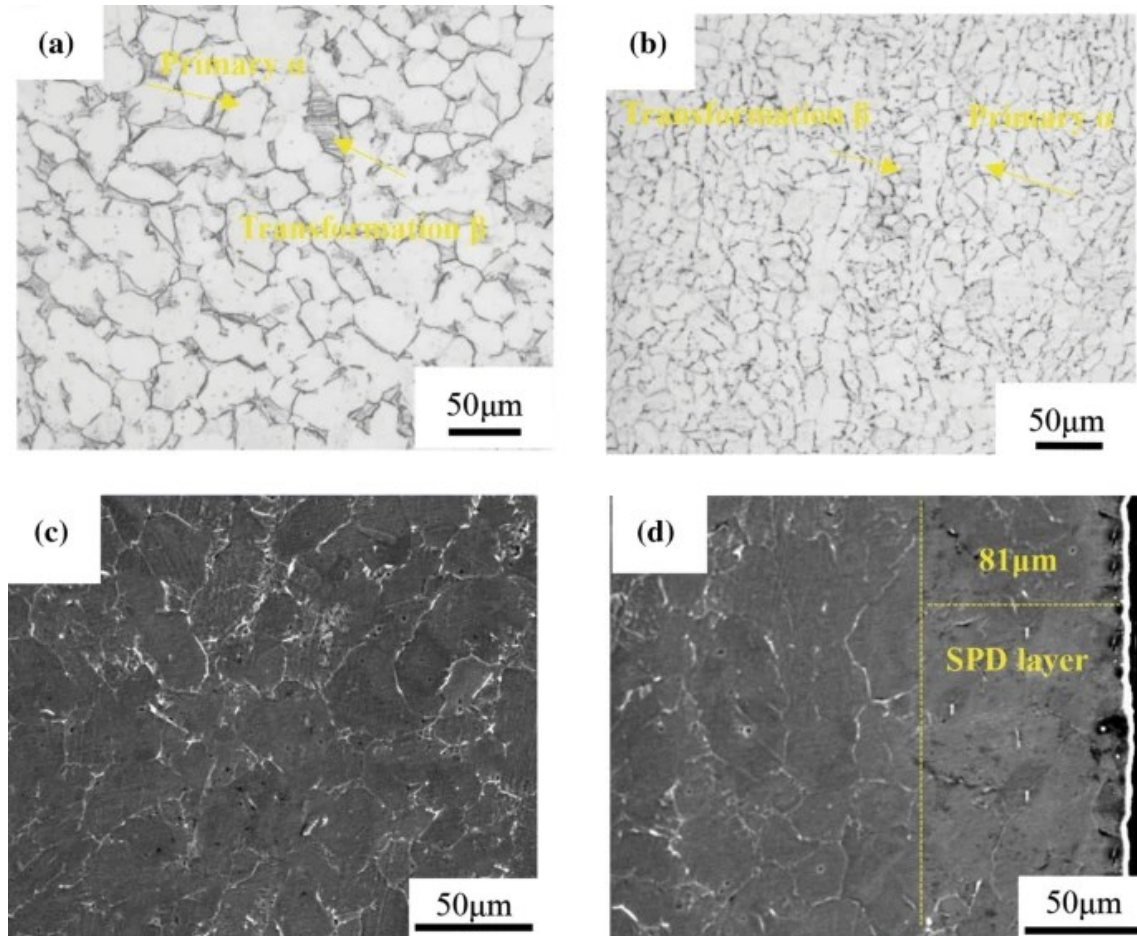 (a)
Primary α
Transformation β
50μm
(b)
Transformation β
Primary α
50μm
(c)
50μm
(d)
81μm
SPD layer
50μm